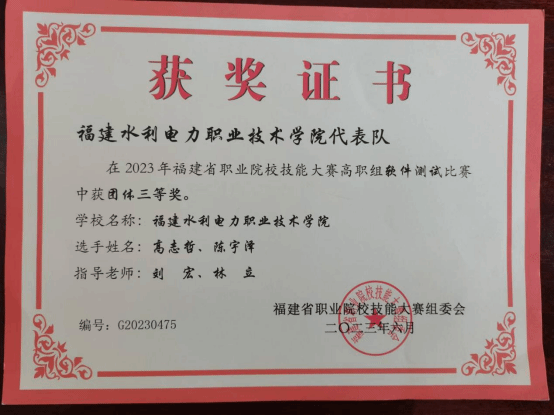 获奖证书
福建水利电力职业技术学院代表队
在2023年福建省职业院校技能大赛高职组软件测试比赛
中获团体三等奖。
学校名称：福建水利电力职业技术学院
选手姓名：高志哲、陈宇泽
指导老师：刘 宏、林 立
福建省职业院校技能大赛组委会
编号：G20230475
二〇二三年六月